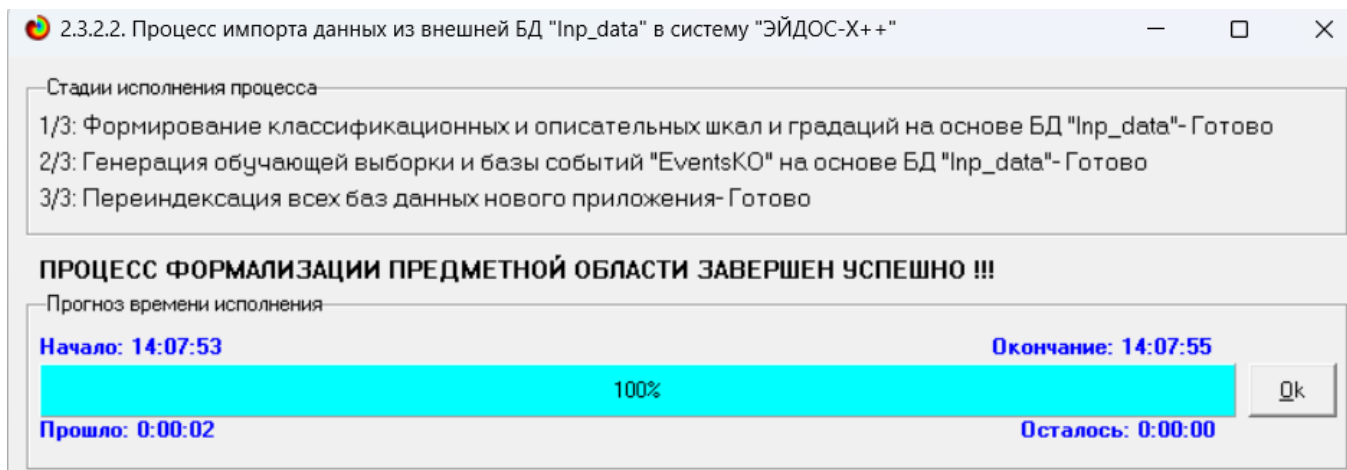 2.3.2.2. Процесс импорта данных из внешней БД "Inp_data" в систему "ЭЙДОС-X++"
Стадии исполнения процесса
1/3: Формирование классификационных и описательных шкал и градаций на основе БД "Inp_data"- Готово
2/3: Генерация обучающей выборки и базы событий "EventsKO" на основе БД "Inp_data"- Готово
3/3: Переиндексация всех баз данных нового приложения- Готово
ПРОЦЕСС ФОРМАЛИЗАЦИИ ПРЕДМЕТНОЙ ОБЛАСТИ ЗАВЕРШЕН УСПЕШНО !!!
Прогноз времени исполнения
Начало: 14:07:53 Окончание: 14:07:55
100% Ok
Прошло: 0:00:02 Осталось: 0:00:00